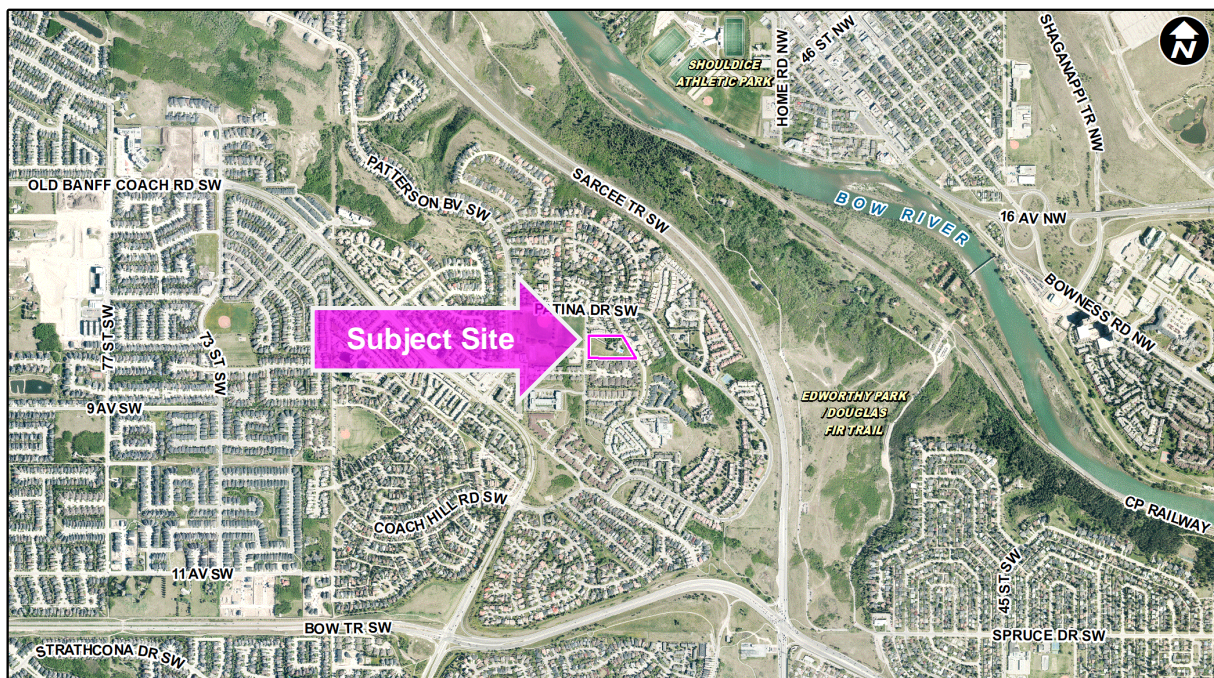 N
SHOULDICE
ATHLETIC PARK
HOME RD NW
46 ST NW
SHAGANAPPI TR NW
OLD BANFF COACH RD SW
PATTERSON BV SW
SARCEE TR SW
BOW RIVER
16 AV NW
BOWNESS RD NW
PATINA DR SW
Subject Site
77 ST SW
73 ST SW
9 AV SW
EDWORTHY PARK
/DOUGLAS
FIR TRAIL
COACH HILL RD SW
CP RAILWAY
11 AV SW
45 ST SW
BOW TR SW
SPRUCE DR SW
STRATHCONA DR SW